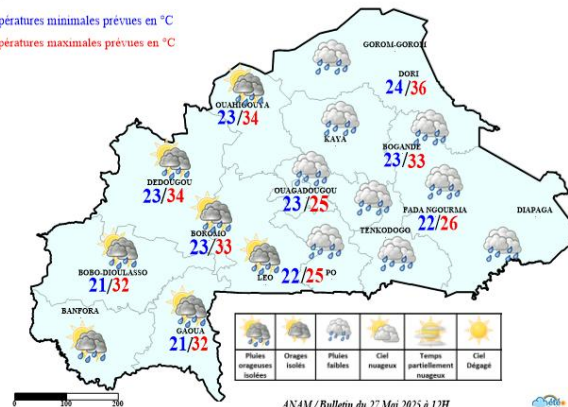 pératures minimales prévues en °C
pératures maximales prévues en °C
GOROM-GOROM
DORI
24/36
OUAHIGOUYA
23/34
KAYA
BOGANDE
23/33
DEDOUGOU
23/34
OUAGADOUGOU
23/25
FADA NGOURMA
22/26
DIAPAGA
BOROMO
23/33
TENKODOGO
BOBO-DIOULASSO
21/32
LEO
22/25 PO
BANFORA
GAOUA
21/32
Pluies orageuses isolées
Orages isolés
Pluies faibles
Ciel nuageux
Temps partiellement nuageux
Ciel Dégagé
0 100 200
ANAM / Bulletin du 27 Mai 2025 à 12H